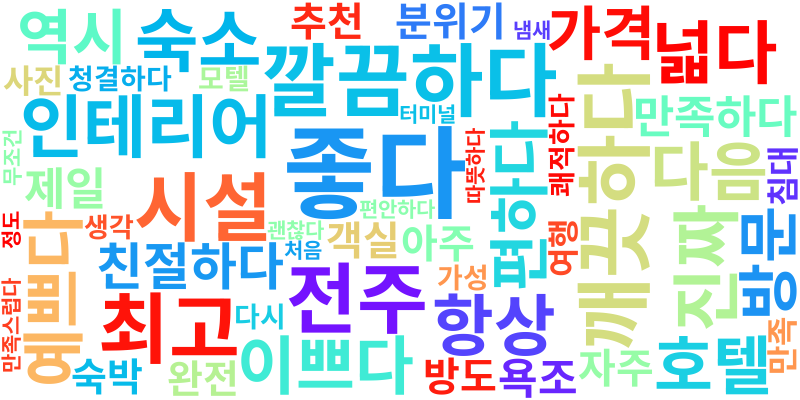 역시
숙소
추천
분위기
냄새
가격
넓다
사진
청결하다
모텔
깔끔하다
인테리어
터미널
쾌적하다
깨끗하다
만족하다
무조건
제일
시설
좋다
따뜻하다
편하다
다음
침대
정도
예쁘다
생각
편안하다
괜찮다
처음
객실
아주
여행
진짜
방문
친절하다
전주
가성
항상
만족스럽다
최고
다시
이쁘다
숙박
완전
방도
욕조
자주
호텔
만족